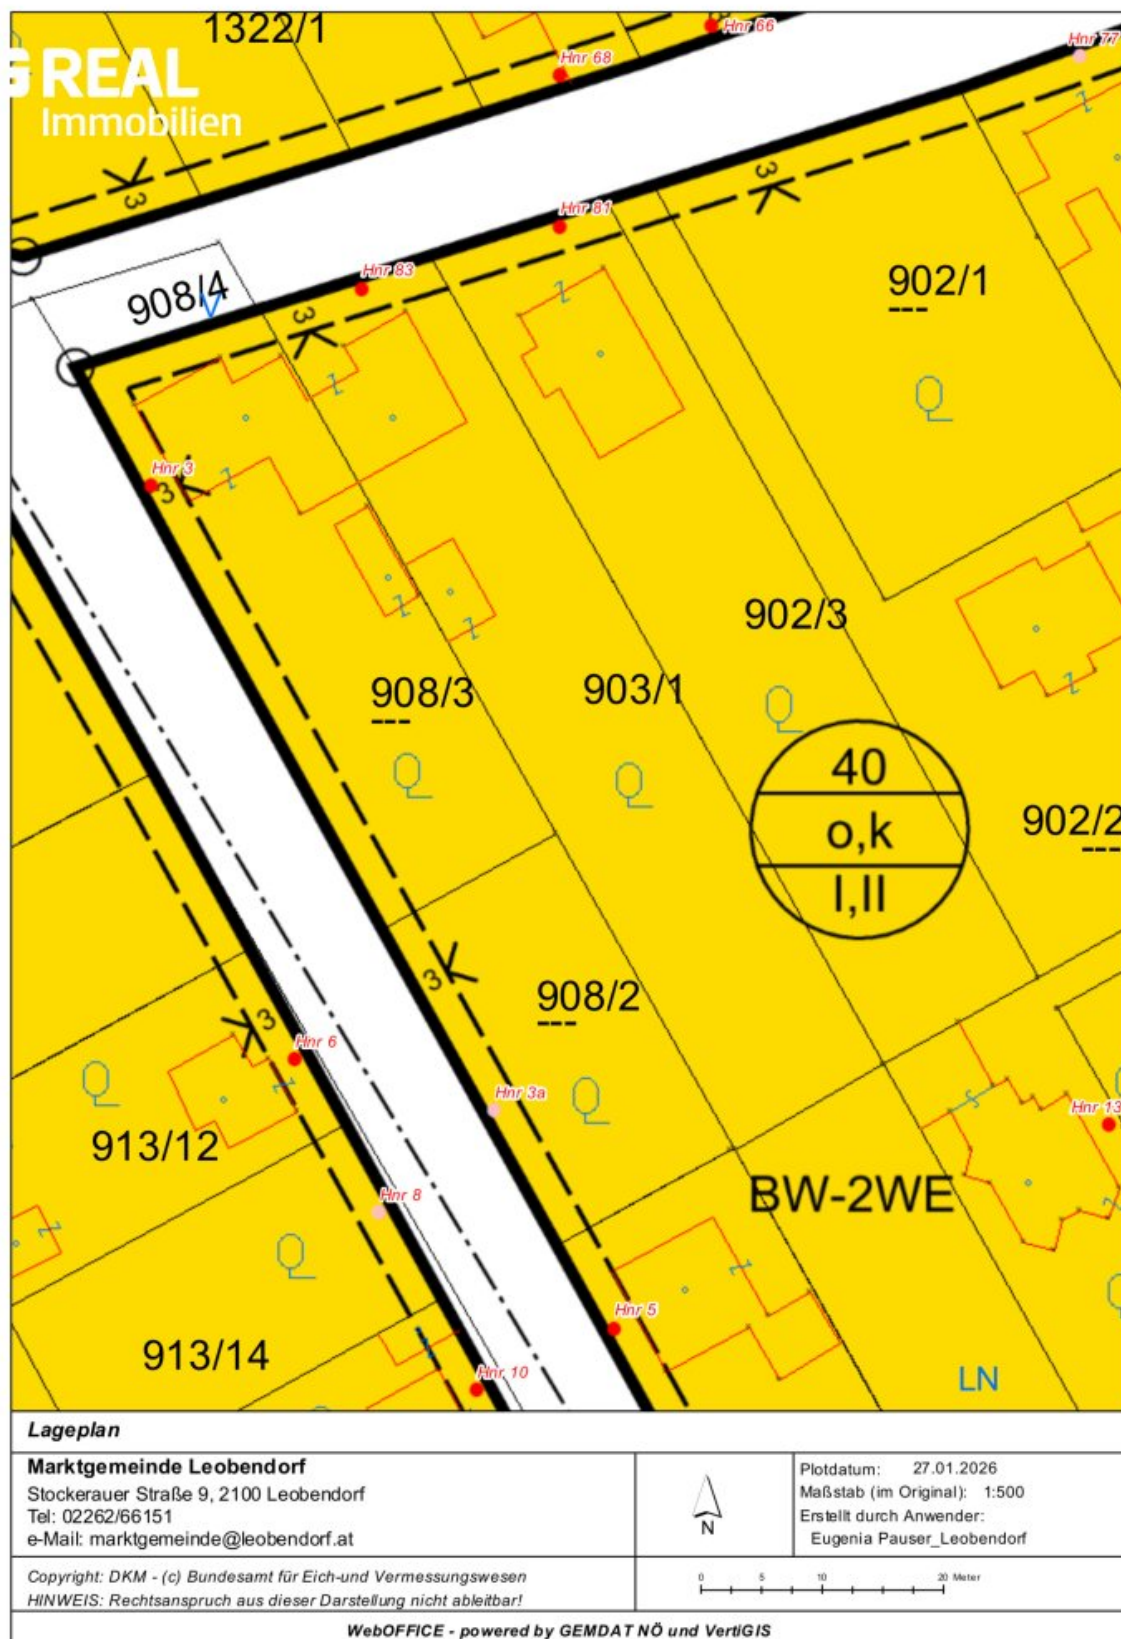 1322/1
Hnr 66
Hnr 77
G REAL
Immobilien
Hnr 68
3
3
Hnr 81
908/4
Hnr 83
902/1
3
Hnr 3
3
902/3
908/3
903/1
40
o,k
I,II
902/2
3
908/2
3
Hnr 6
Hnr 3a
Hnr 13
913/12
BW-2WE
Hnr 8
Hnr 5
913/14
Hnr 10
LN
Lageplan
Marktgemeinde Leobendorf
Stockerauer Straße 9, 2100 Leobendorf
Tel: 02262/66151
e-Mail: marktgemeinde@leobendorf.at
N
Plotdatum: 27.01.2026
Maßstab (im Original): 1:500
Erstellt durch Anwender:
Eugenia Pauser_Leobendorf
Copyright: DKM - (c) Bundesamt für Eich-und Vermessungswesen
HINWEIS: Rechtsanspruch aus dieser Darstellung nicht ableitbar!
0 5 10 20 Meter
WebOFFICE - powered by GEMDAT NÖ und VertiGIS